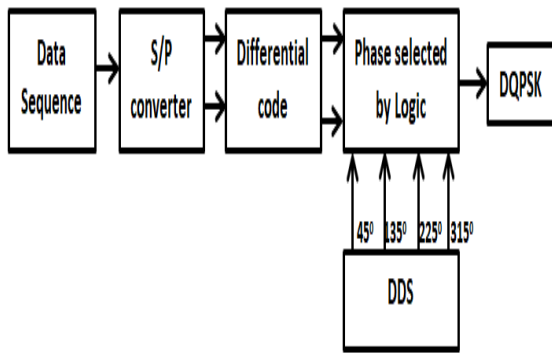 Data
Sequence
S/P
converter
Differential
code
Phase selected
by Logic
DQPSK
45⁰
135⁰
225⁰
315⁰
DDS